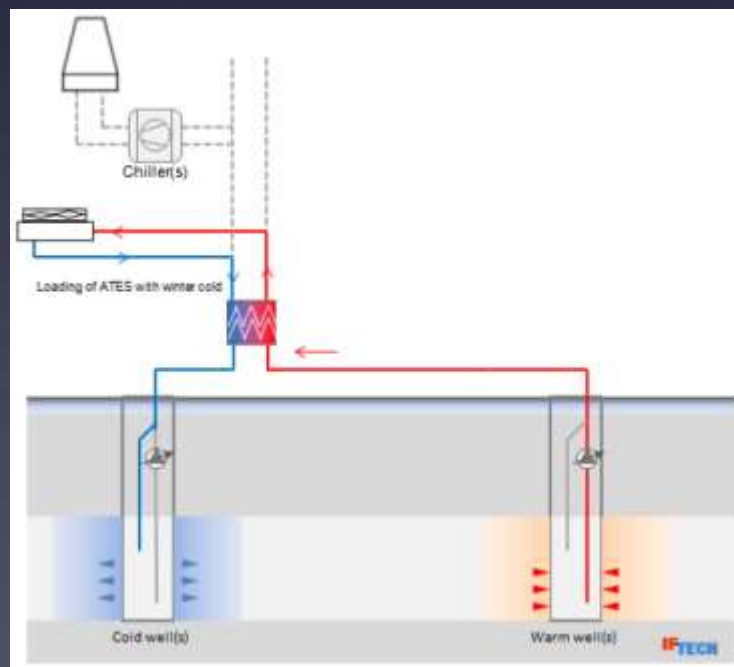 Chiller(s)
Loading of ATES with winter cold
Cold well(s)
Warm well(s)
IFTECH